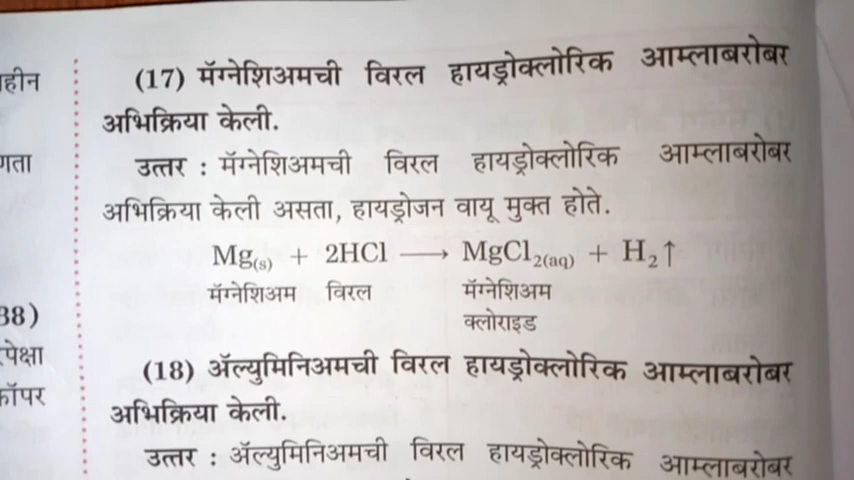 हीन
गता
38)
पेक्षा
कॉपर
(17) मॅग्नेशिअमची विरल हायड्रोक्लोरिक आम्लाबरोबर
अभिक्रिया केली.
उत्तर : मॅग्नेशिअमची विरल हायड्रोक्लोरिक आम्लाबरोबर
अभिक्रिया केली असता, हायड्रोजन वायू मुक्त होते.
Mg(s) + 2HCl ⟶ MgCl2(aq) + H2↑
मॅग्नेशिअम विरल मॅग्नेशिअम
क्लोराइड
(18) ॲल्युमिनिअमची विरल हायड्रोक्लोरिक आम्लाबरोबर
अभिक्रिया केली.
उत्तर : ॲल्युमिनिअमची विरल हायड्रोक्लोरिक आम्लाबरोबर